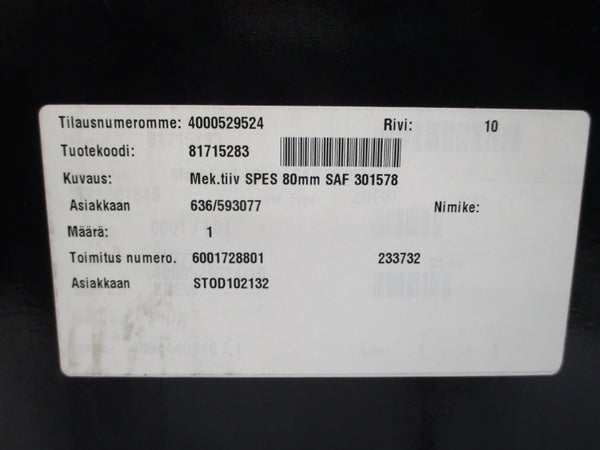 Tilausnumeromme: 4000529524 Rivi: 10
Tuotekoodi: 81715283
Kuvaus: Mek.tiiv SPES 80mm SAF 301578
Asiakkaan 636/593077 Nimike:
Määrä: 1
Toimitus numero. 6001728801 233732
Asiakkaan STOD102132